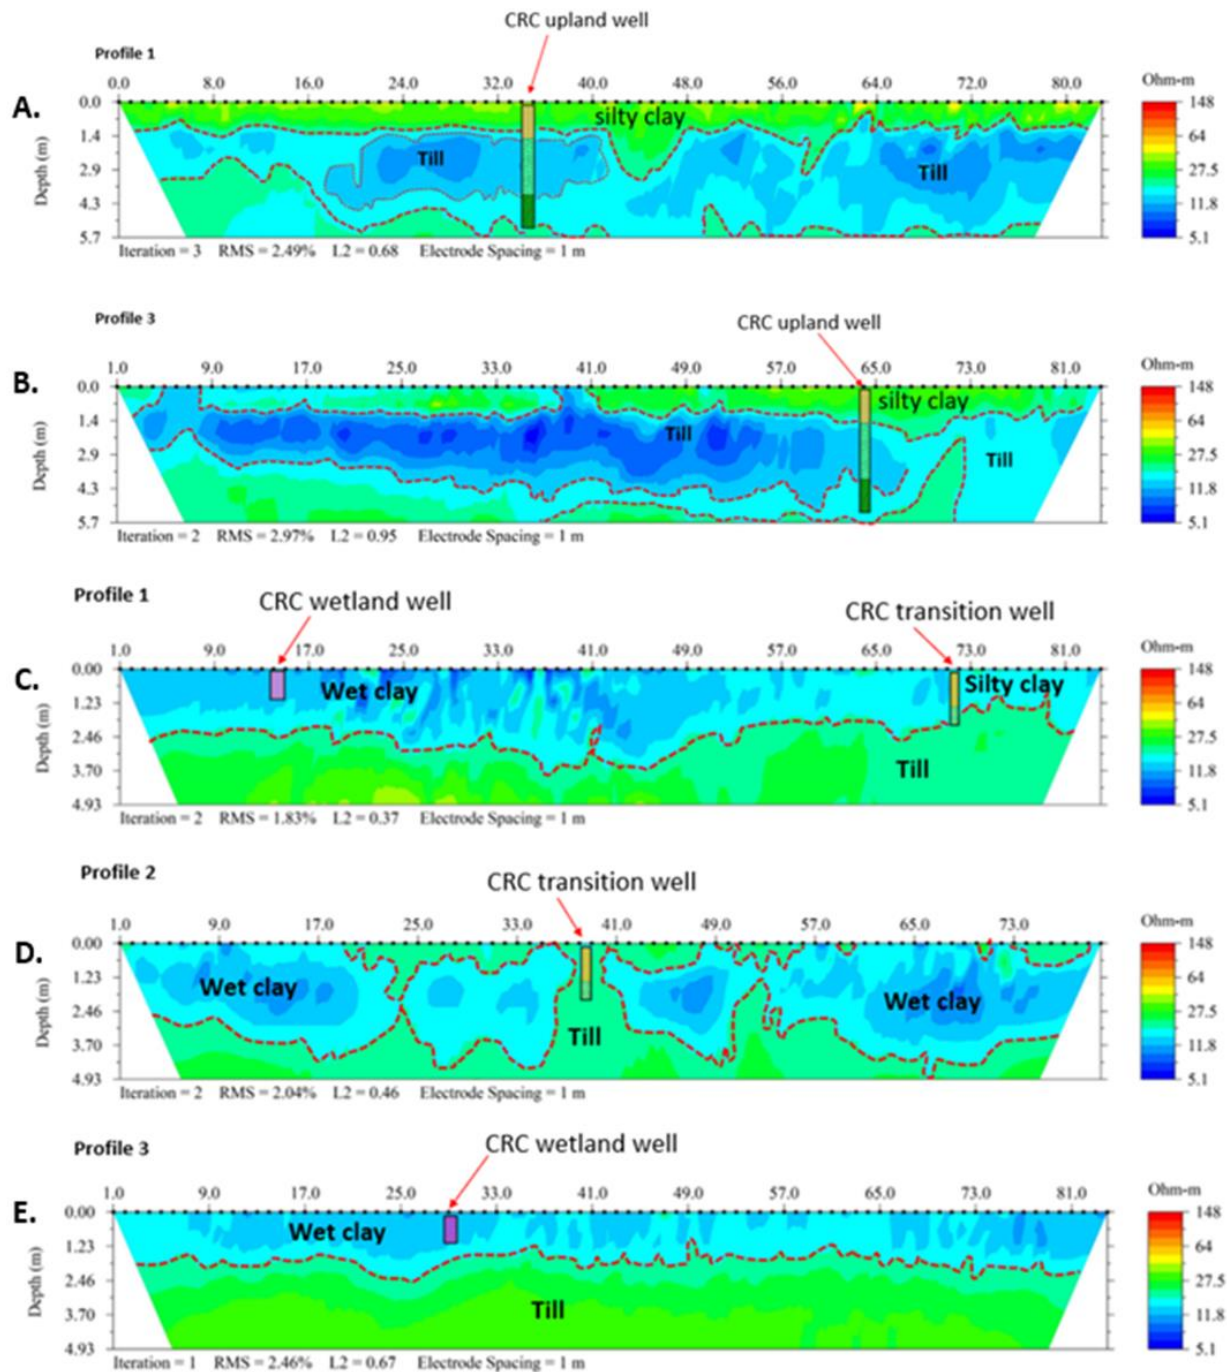 CRC upland well
Profile 1
0.0 8.0 16.0 24.0 32.0 40.0 48.0 56.0 64.0 72.0 80.0 Ohm-m
A.
Depth (m)
0.0
1.4
2.9
4.3
5.7
silty clay
Till
Till
148
64
27.5
11.8
5.1
Iteration = 3 RMS = 2.49% L2 = 0.68 Electrode Spacing = 1 m
Profile 3
CRC upland well
1.0 9.0 17.0 25.0 33.0 41.0 49.0 57.0 65.0 73.0 81.0 Ohm-m
B.
Depth (m)
0.0
1.4
2.9
4.3
5.7
silty clay
Till
Till
148
64
27.5
11.8
5.1
Iteration = 2 RMS = 2.97% L2 = 0.95 Electrode Spacing = 1 m
Profile 1
CRC wetland well
CRC transition well
1.0 9.0 17.0 25.0 33.0 41.0 49.0 57.0 65.0 73.0 81.0 Ohm-m
C.
Depth (m)
0.00
1.23
2.46
3.70
4.93
Wet clay
Silty clay
Till
148
64
27.5
11.8
5.1
Iteration = 2 RMS = 1.83% L2 = 0.37 Electrode Spacing = 1 m
Profile 2
CRC transition well
1.0 9.0 17.0 25.0 33.0 41.0 49.0 57.0 65.0 73.0 Ohm-m
D.
Depth (m)
0.00
1.23
2.46
3.70
4.93
Wet clay
Wet clay
Till
148
64
27.5
11.8
5.1
Iteration = 2 RMS = 2.04% L2 = 0.46 Electrode Spacing = 1 m
Profile 3
CRC wetland well
1.0 9.0 17.0 25.0 33.0 41.0 49.0 57.0 65.0 73.0 81.0 Ohm-m
E.
Depth (m)
0.00
1.23
2.46
3.70
4.93
Wet clay
Till
148
64
27.5
11.8
5.1
Iteration = 1 RMS = 2.46% L2 = 0.67 Electrode Spacing = 1 m